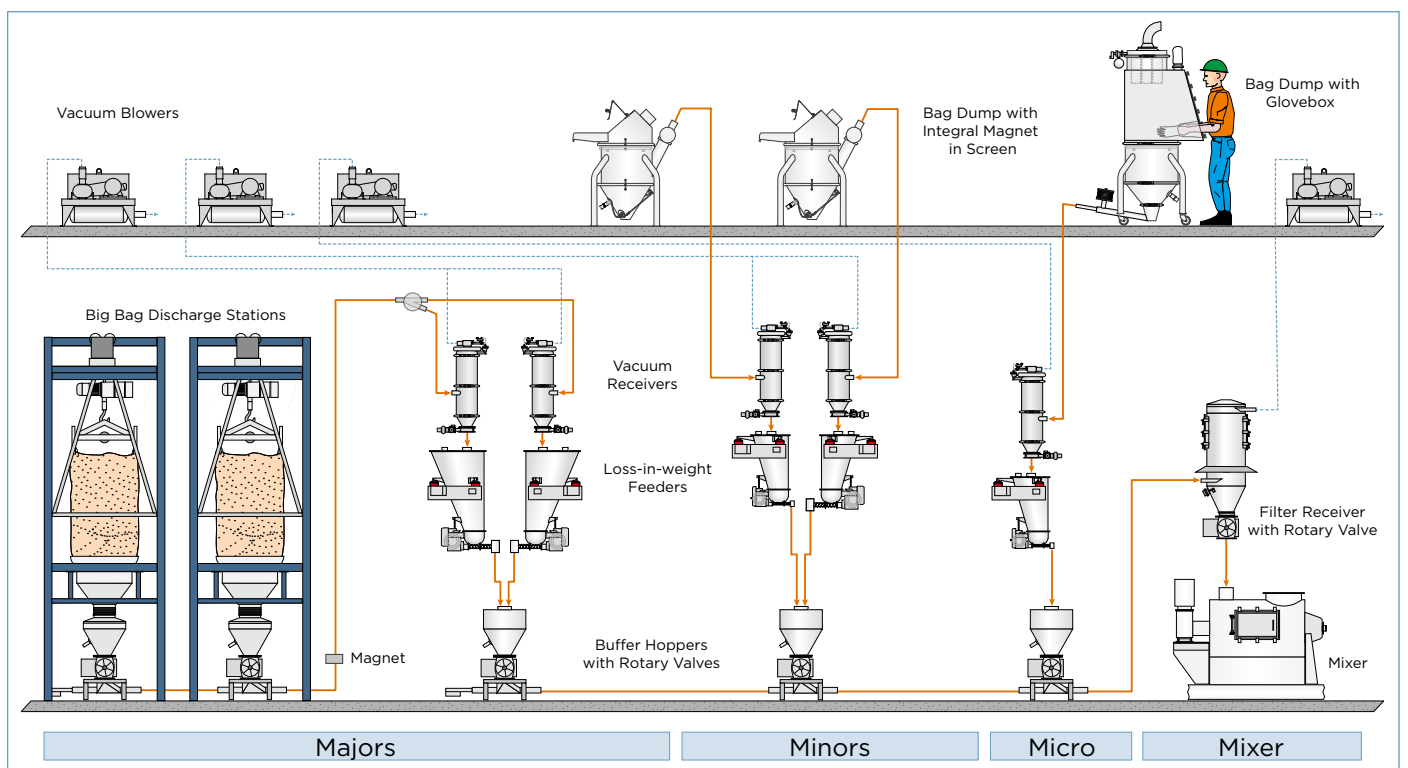 Vacuum Blowers
Bag Dump with
Integral Magnet
in Screen
Bag Dump with
Glovebox
Big Bag Discharge Stations
Vacuum
Receivers
Loss-in-weight
Feeders
Filter Receiver
with Rotary Valve
Magnet
Buffer Hoppers
with Rotary Valves
Mixer
Majors
Minors
Micro
Mixer